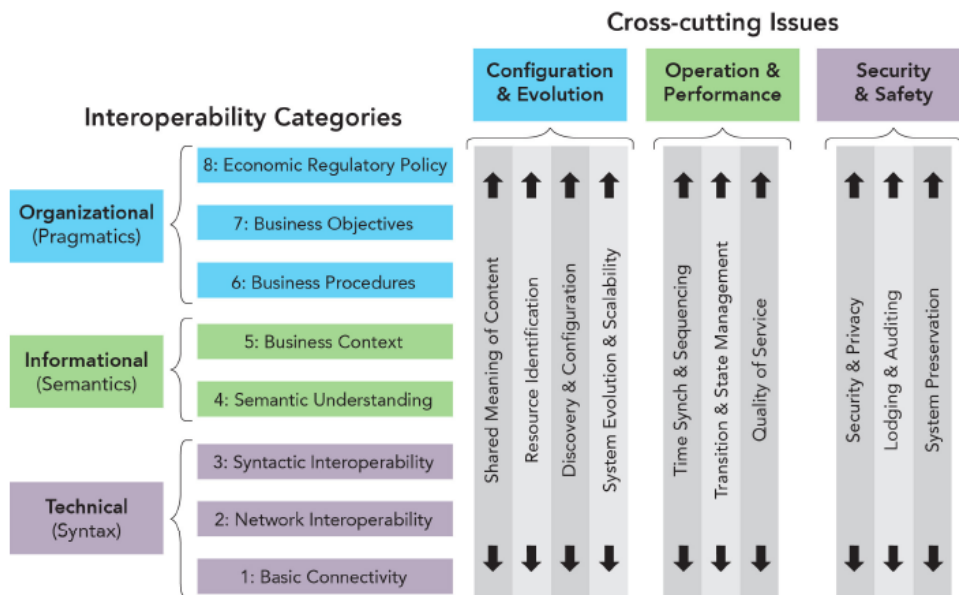 Cross-cutting Issues
Configuration
& Evolution
Operation &
Performance
Security
& Safety
Interoperability Categories
Organizational
(Pragmatics)
8: Economic Regulatory Policy
7: Business Objectives
6: Business Procedures
Informational
(Semantics)
5: Business Context
4: Semantic Understanding
Technical
(Syntax)
3: Syntactic Interoperability
2: Network Interoperability
1: Basic Connectivity
Shared Meaning of Content
Resource Identification
Discovery & Configuration
System Evolution & Scalability
Time Synch & Sequencing
Transition & State Management
Quality of Service
Security & Privacy
Lodging & Auditing
System Preservation